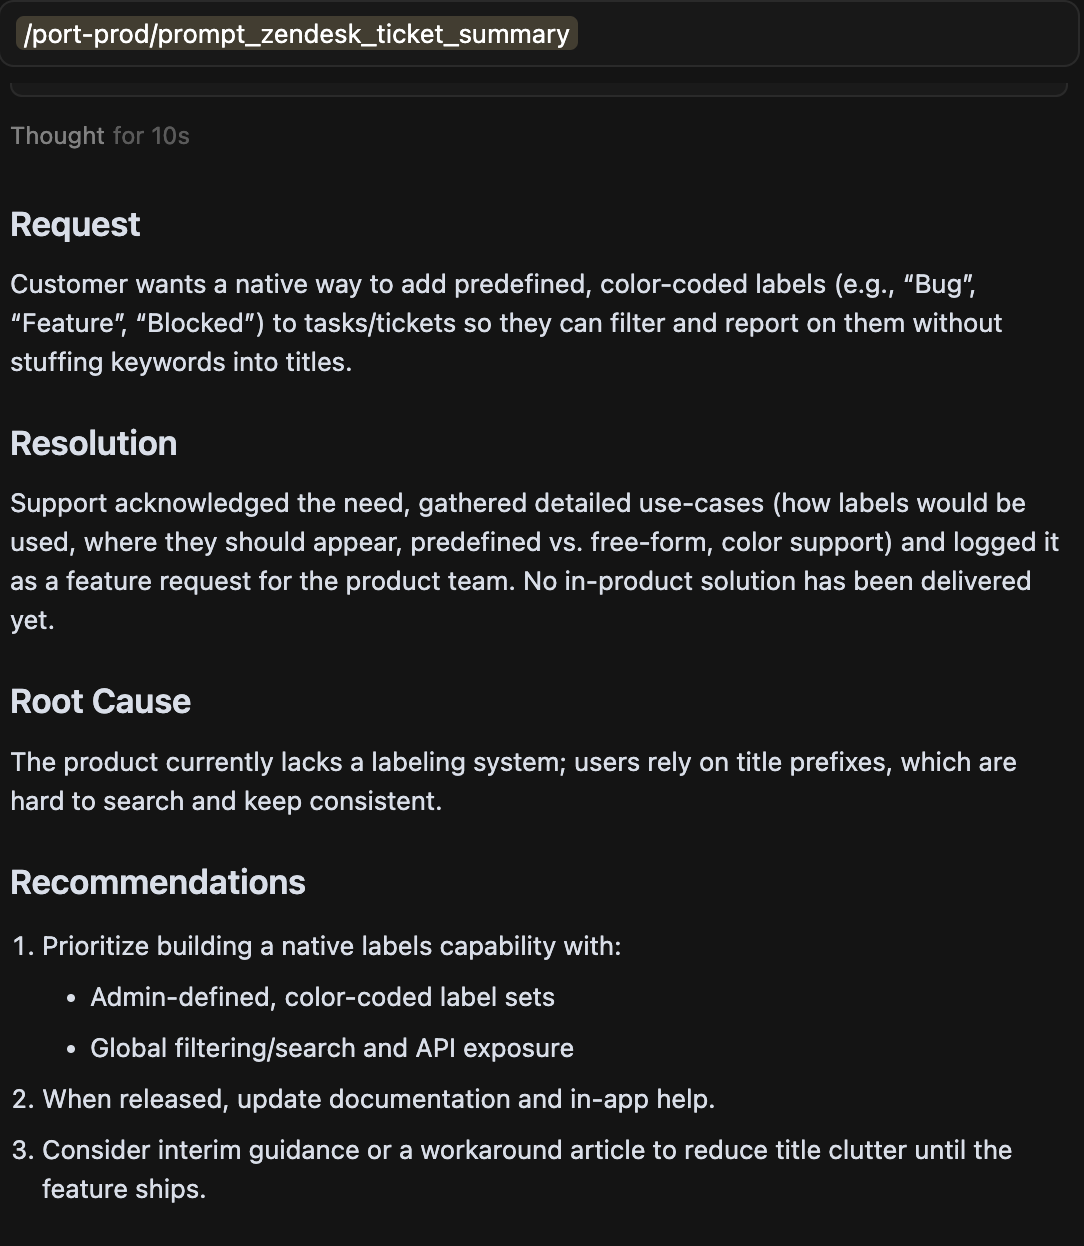 /port-prod/prompt_zendesk_ticket_summary
Thought for 10s
Request
Customer wants a native way to add predefined, color-coded labels (e.g., “Bug”,
“Feature”, “Blocked”) to tasks/tickets so they can filter and report on them without
stuffing keywords into titles.
Resolution
Support acknowledged the need, gathered detailed use-cases (how labels would be
used, where they should appear, predefined vs. free-form, color support) and logged it
as a feature request for the product team. No in-product solution has been delivered
yet.
Root Cause
The product currently lacks a labeling system; users rely on title prefixes, which are
hard to search and keep consistent.
Recommendations
1. Prioritize building a native labels capability with:
• Admin-defined, color-coded label sets
• Global filtering/search and API exposure
2. When released, update documentation and in-app help.
3. Consider interim guidance or a workaround article to reduce title clutter until the
feature ships.